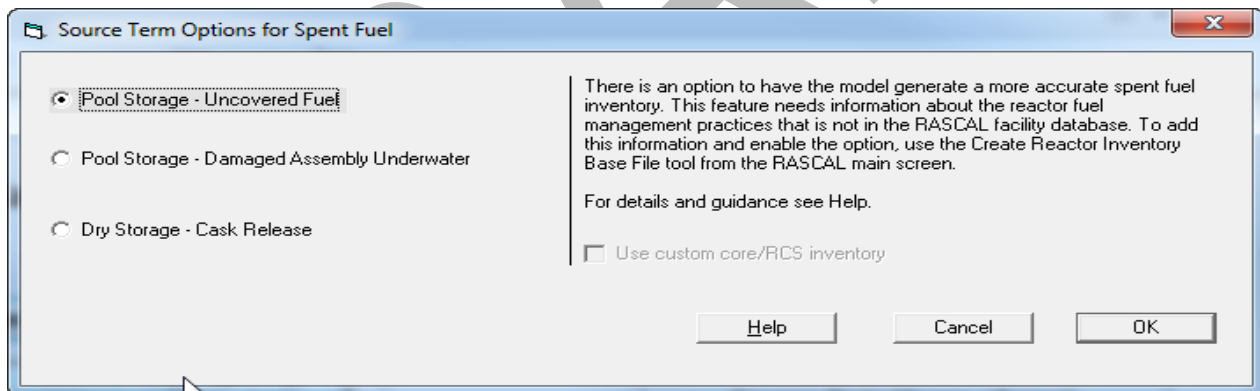 Source Term Options for Spent Fuel
Pool Storage - Uncovered Fuel
Pool Storage - Damaged Assembly Underwater
Dry Storage - Cask Release
There is an option to have the model generate a more accurate spent fuel
inventory. This feature needs information about the reactor fuel
management practices that is not in the RASCAL facility database. To add
this information and enable the option, use the Create Reactor Inventory
Base File tool from the RASCAL main screen.
For details and guidance see Help.
Use custom core/RCS inventory
Help
Cancel
OK